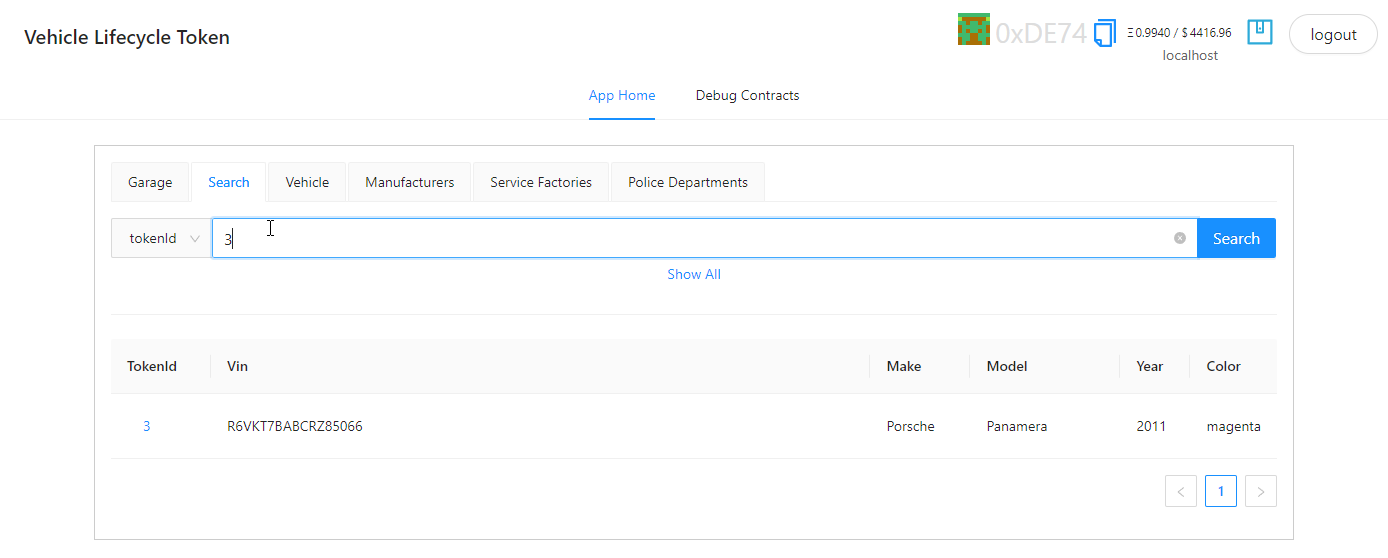 Vehicle Lifecycle Token
0xDE74
Ξ 0.9940 / $ 4416.96
localhost
logout
App Home
Debug Contracts
Garage
Search
Vehicle
Manufacturers
Service Factories
Police Departments
tokenId
3
Search
Show All
TokenId Vin Make Model Year Color
3 R6VKT7BABCRZ85066 Porsche Panamera 2011 magenta
< 1 >